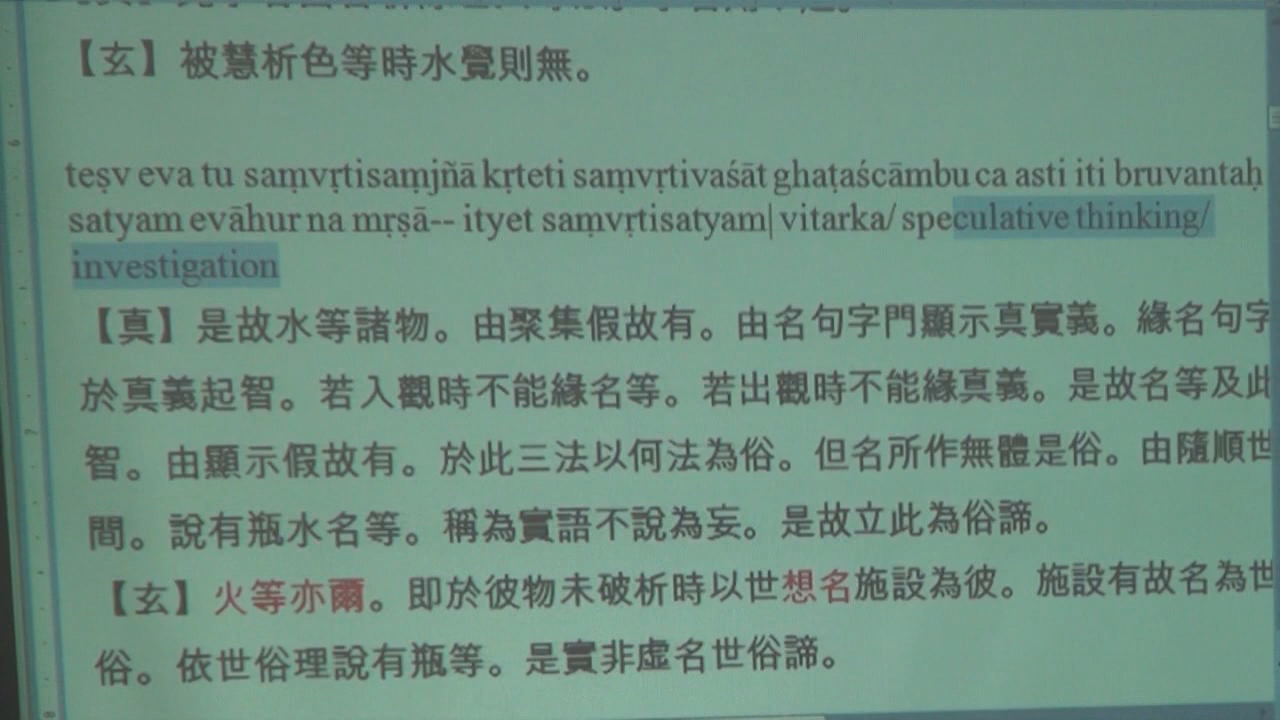 【玄】被慧析色等時水覺則無。
teṣv eva tu saṃvṛtisaṃjñā kṛteti saṃvṛtivaśāt ghaṭaścāmbu ca asti iti bruvantaḥ
satyam evāhur na mṛṣā-- ityet saṃvṛtisatyam| vitarka/ speculative thinking/
investigation
【真】是故水等諸物。由聚集假故有。由名句字門顯示真實義。緣名句字
於真義起智。若入觀時不能緣名等。若出觀時不能緣真義。是故名等及此
智。由顯示假故有。於此三法以何法為俗。但名所作無體是俗。由隨順世
間。說有瓶水名等。稱為實語不說為妄。是故立此為俗諦。
【玄】火等亦爾。即於彼物未破析時以世想名施設為彼。施設有故名為世
俗。依世俗理說有瓶等。是實非虛名世俗諦。